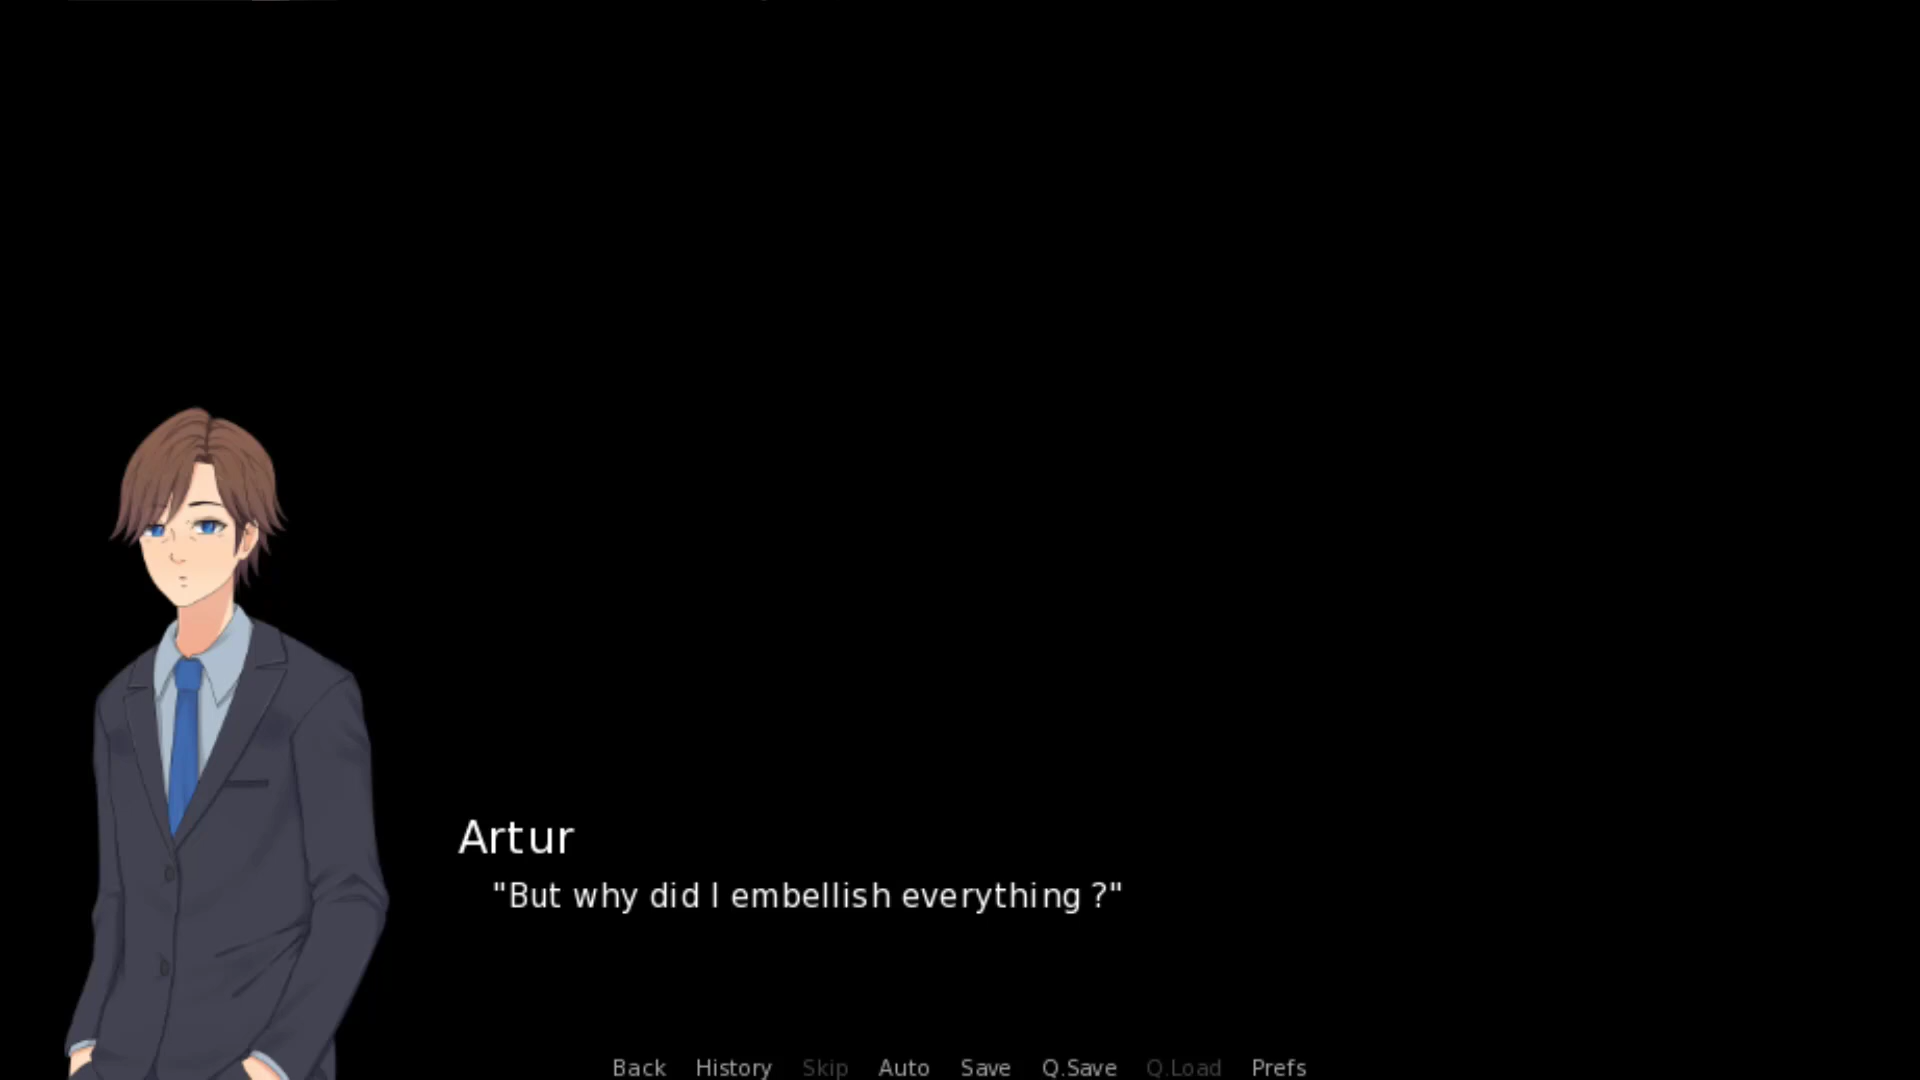 Artur
"But why did I embellish everything ?"
Back History Skip Auto Save Q.Save Q.Load Prefs